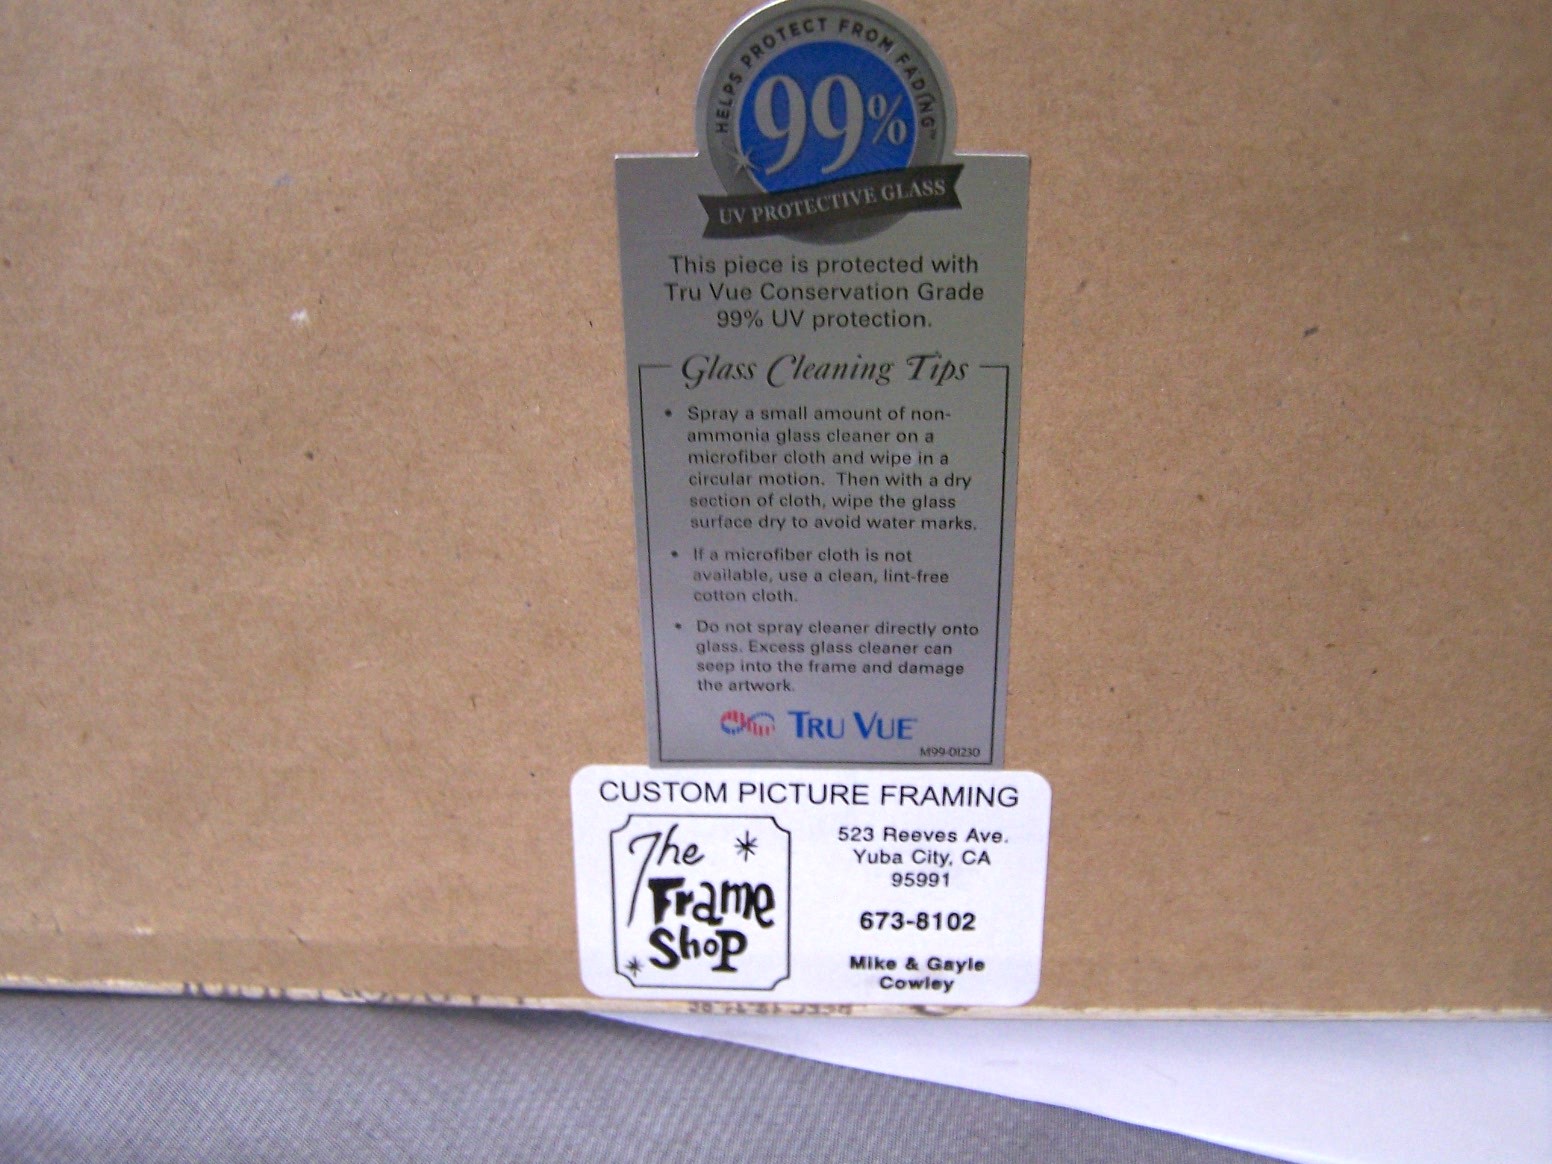 HELPS PROTECT FROM FADING™
99%
UV PROTECTIVE GLASS
This piece is protected with
Tru Vue Conservation Grade
99% UV protection.
Glass Cleaning Tips
• Spray a small amount of non-
ammonia glass cleaner on a
microfiber cloth and wipe in a
circular motion. Then with a dry
section of cloth, wipe the glass
surface dry to avoid water marks.
• If a microfiber cloth is not
available, use a clean, lint-free
cotton cloth.
• Do not spray cleaner directly onto
glass. Excess glass cleaner can
seep into the frame and damage
the artwork.
TRU VUE
M99-01230
CUSTOM PICTURE FRAMING
The
Frame
Shop
523 Reeves Ave.
Yuba City, CA
95991
673-8102
Mike & Gayle
Cowley